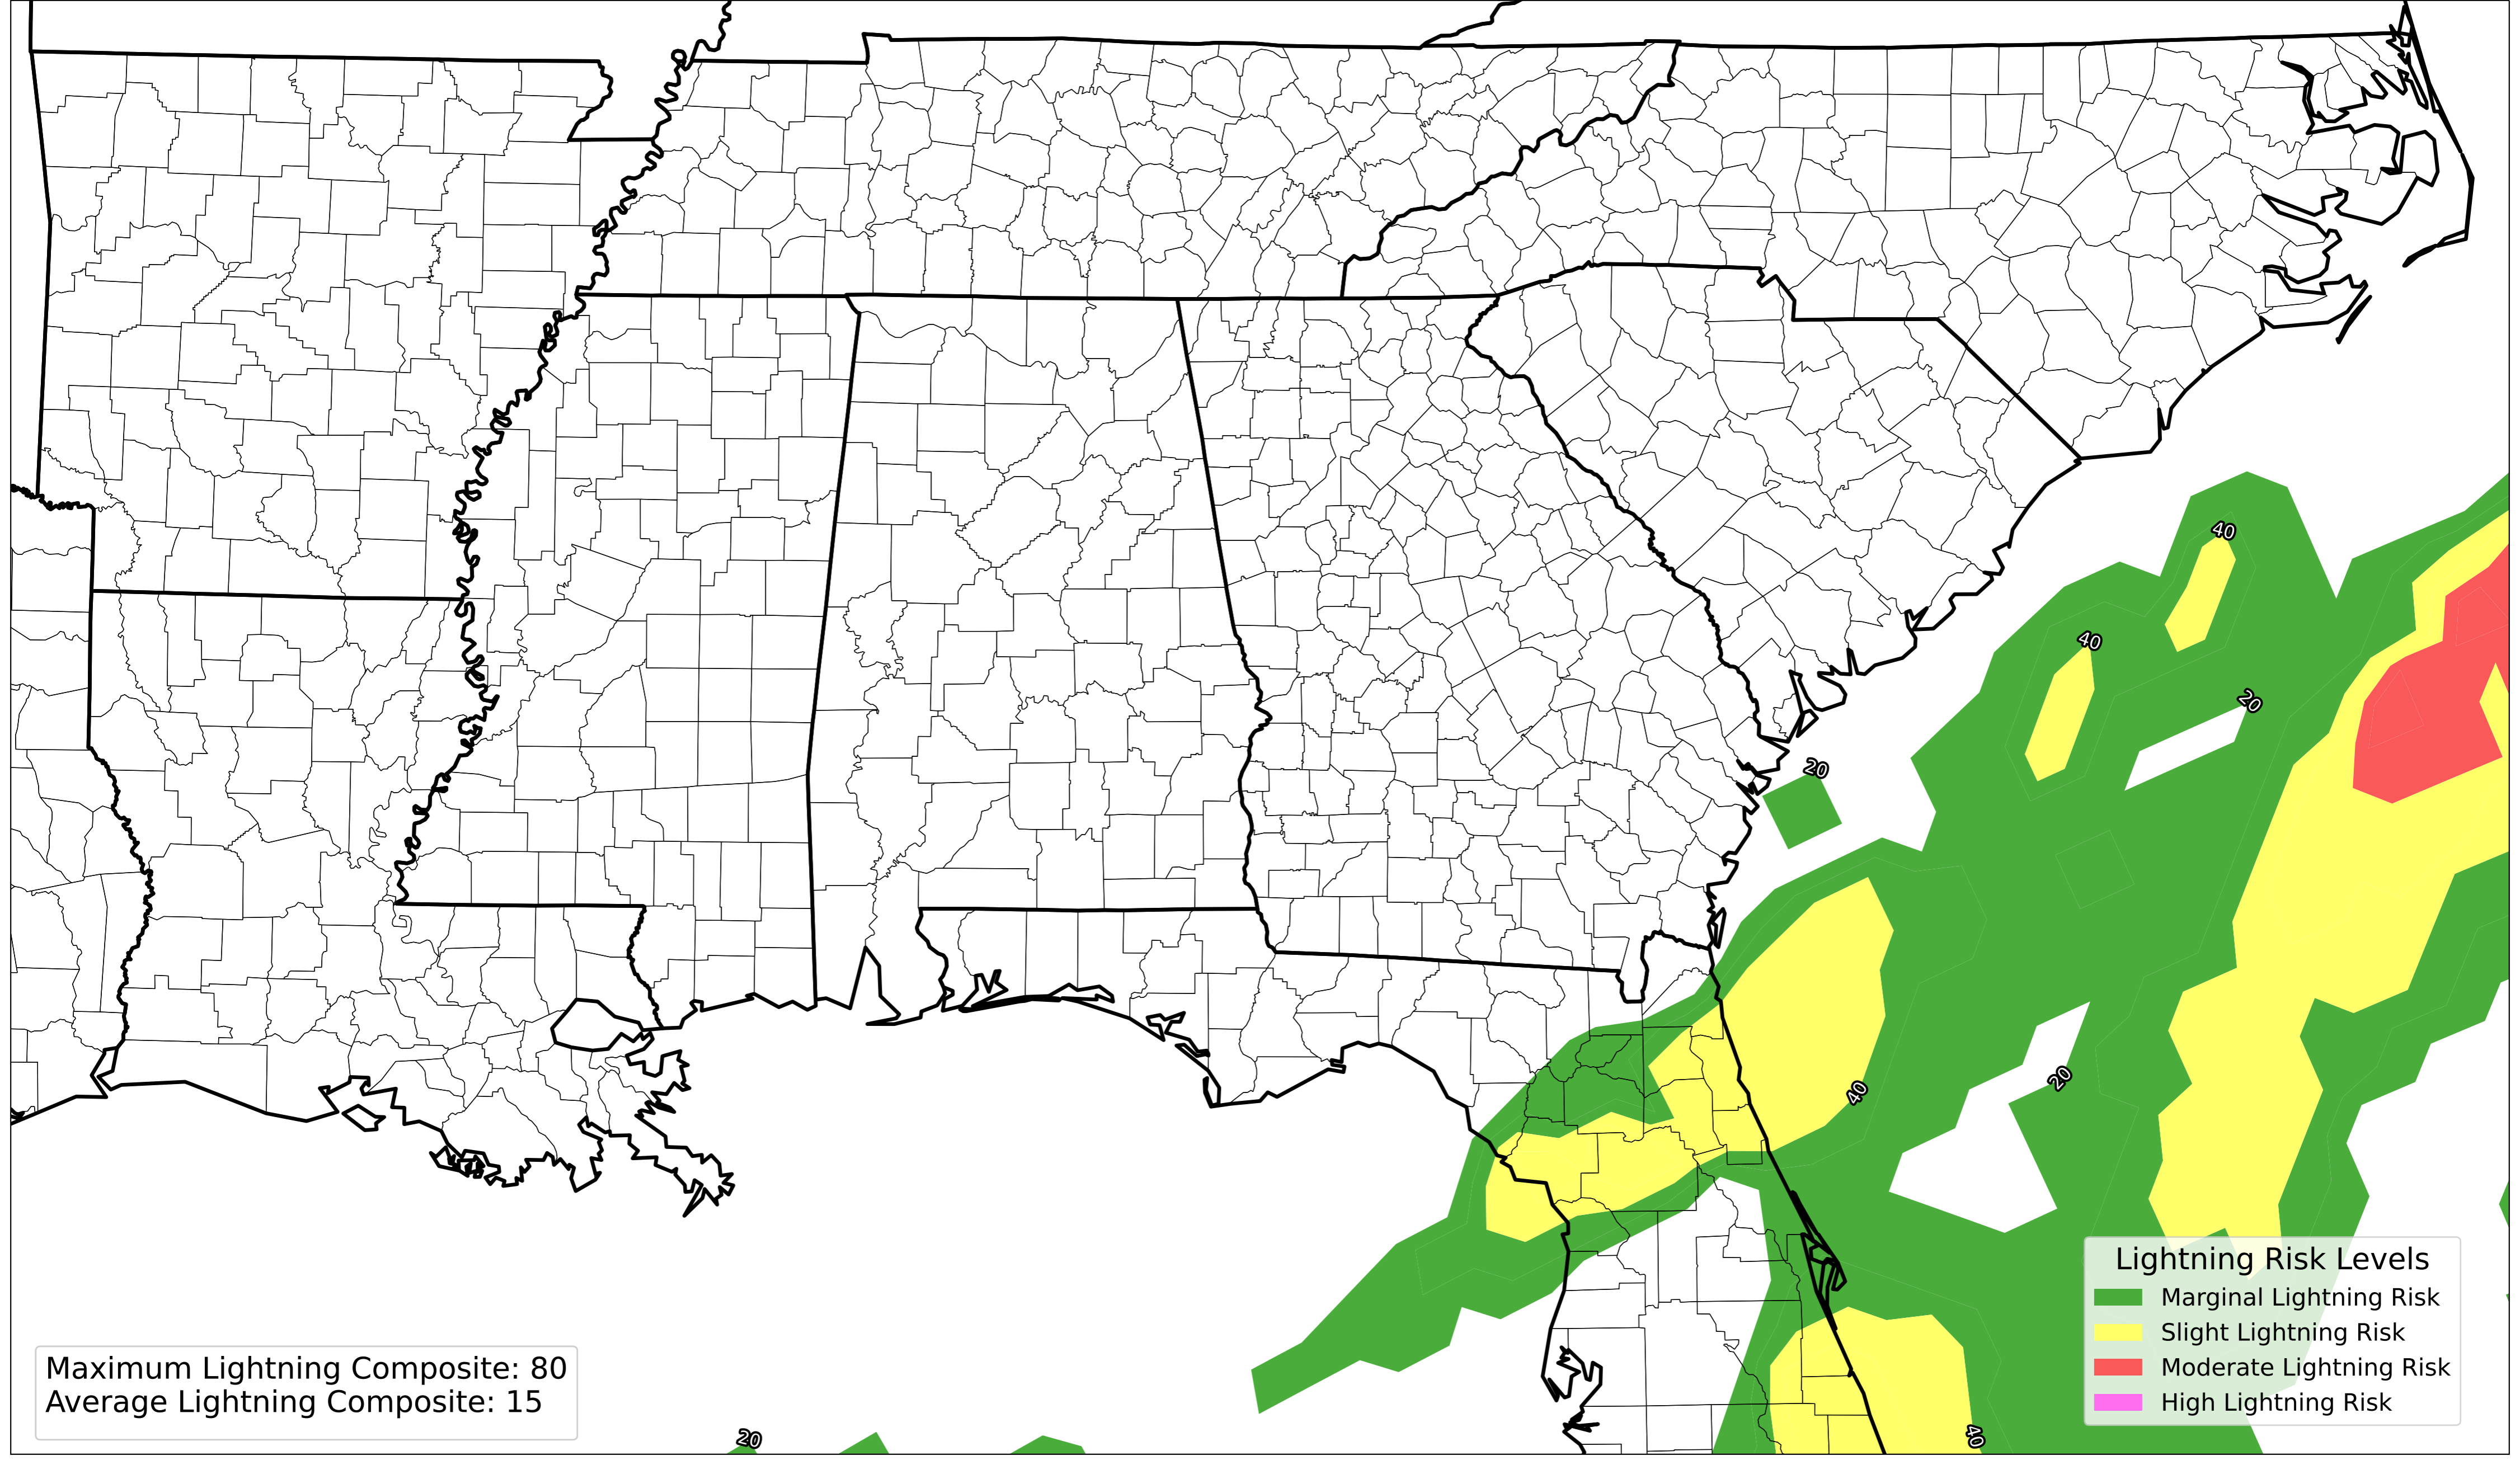 40
40
20
20
20
40
Lightning Risk Levels
Marginal Lightning Risk
Slight Lightning Risk
Moderate Lightning Risk
High Lightning Risk
Maximum Lightning Composite: 80
Average Lightning Composite: 15
20
40